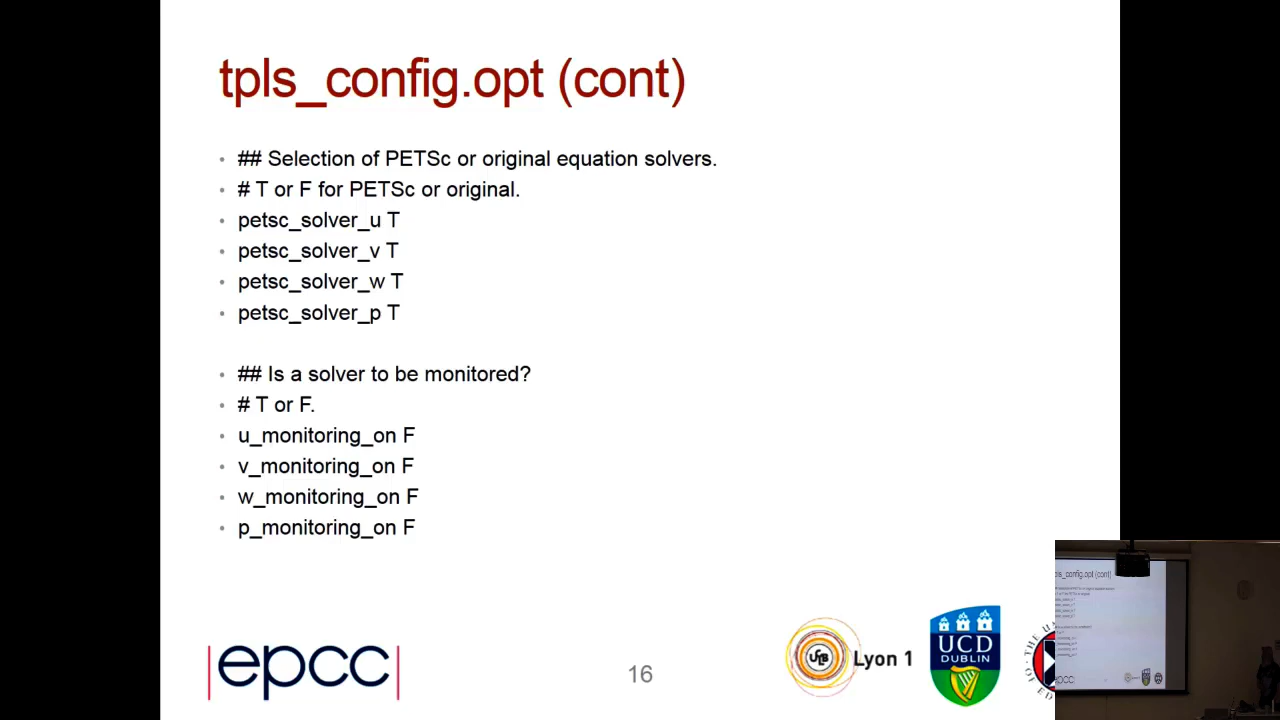 tpls_config.opt (cont)
• ## Selection of PETSc or original equation solvers.
• # T or F for PETSc or original.
• petsc_solver_u T
• petsc_solver_v T
• petsc_solver_w T
• petsc_solver_p T
• ## Is a solver to be monitored?
• # T or F.
• u_monitoring_on F
• v_monitoring_on F
• w_monitoring_on F
• p_monitoring_on F
epcc
16
Lyon 1
UCD
DUBLIN